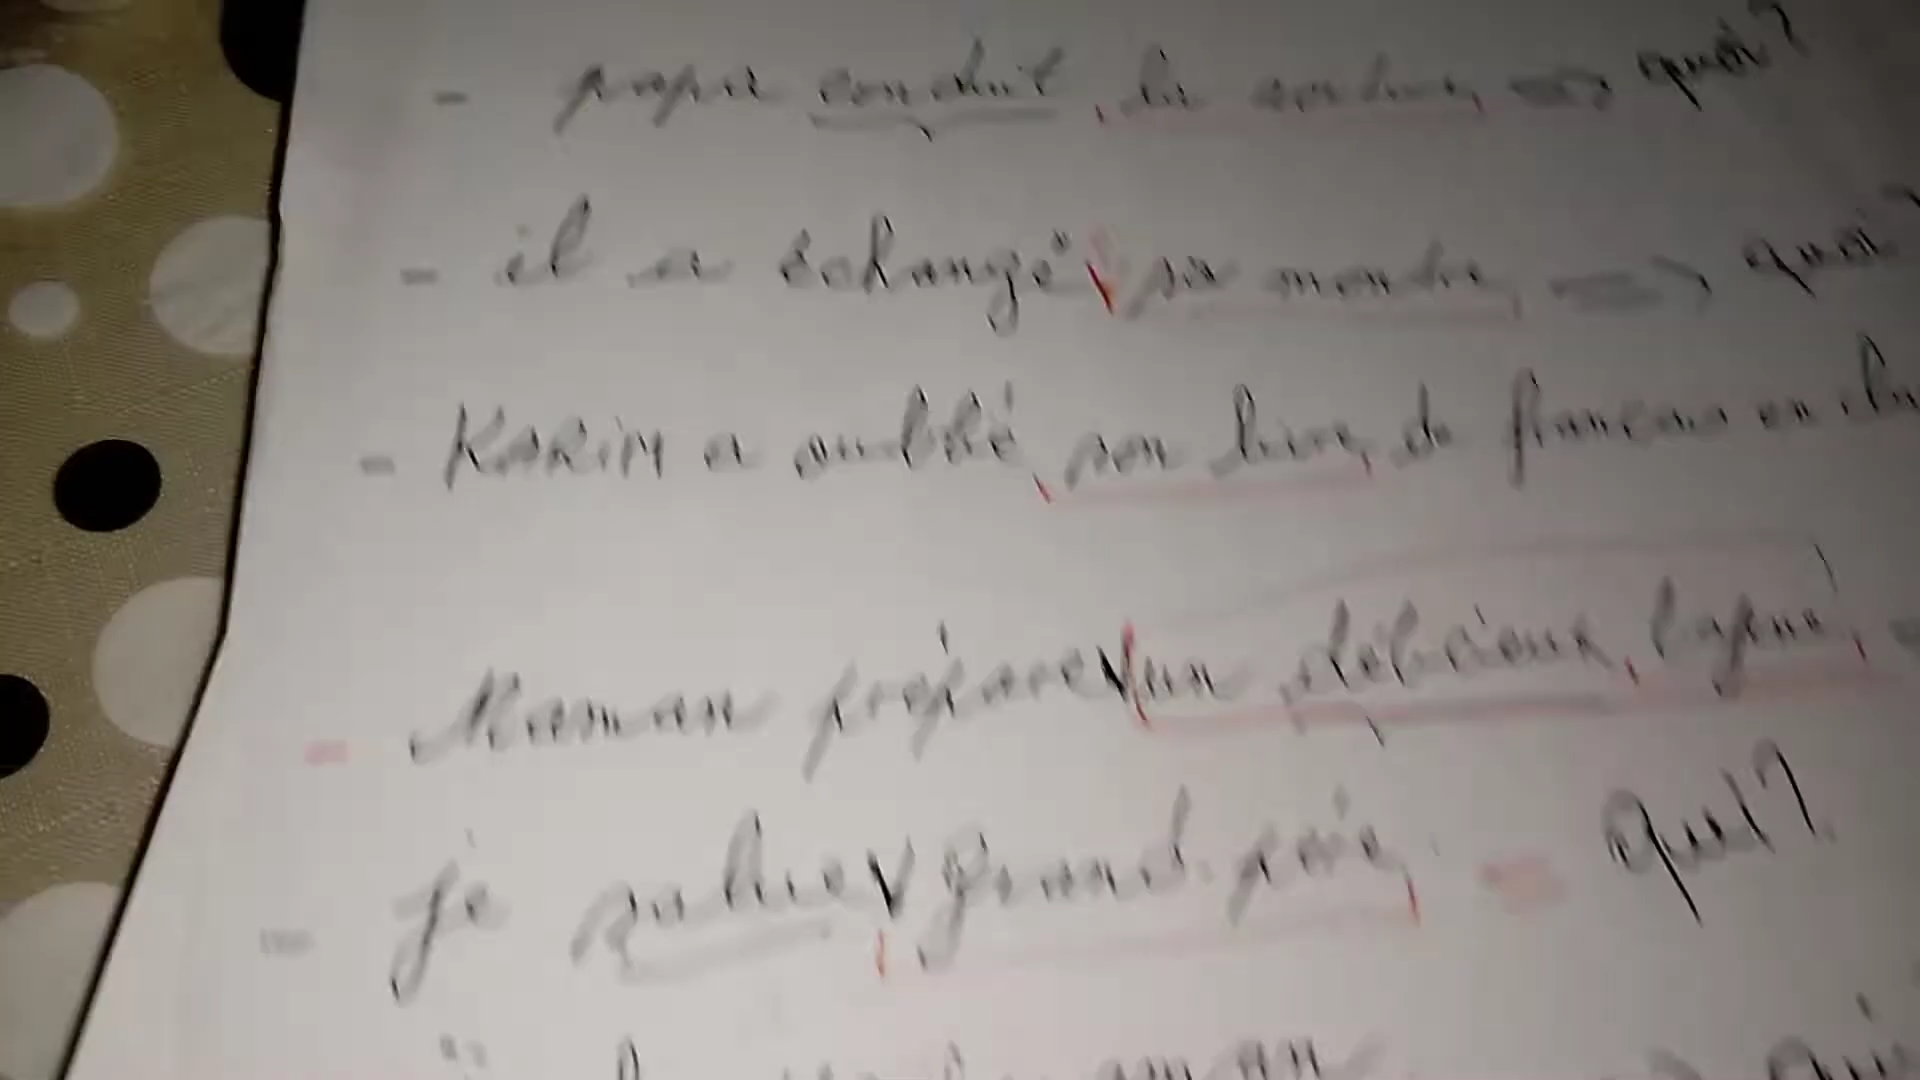 - papa conduit la voiture => quoi?
- il a échangé sa montre => quoi?
- KARIM a oublié son livre de français en
- Maman prépare un délicieux
- je salue grand-père = qui?